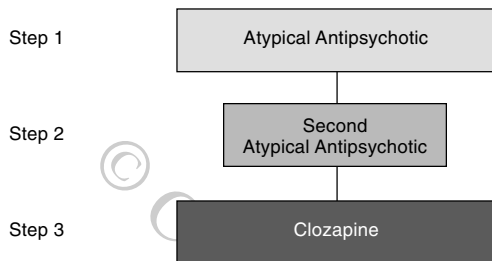 Step 1
Atypical Antipsychotic
Step 2
Second
Atypical Antipsychotic
Step 3
Clozapine